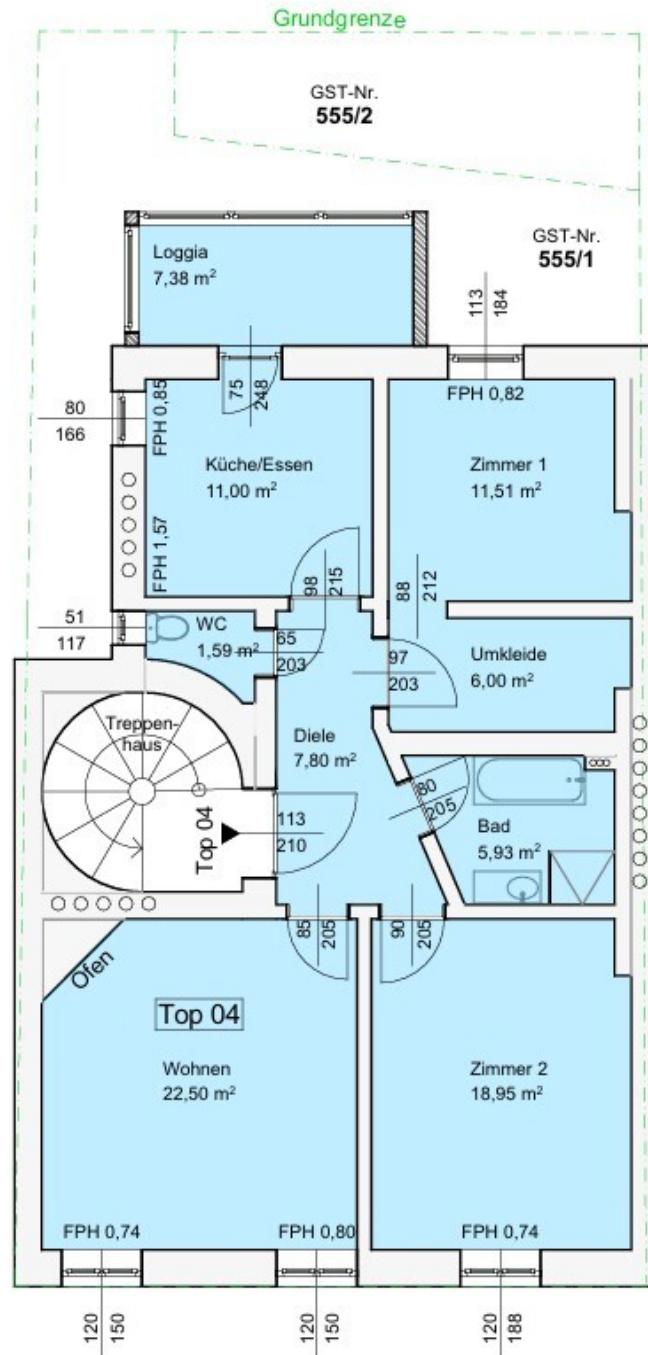 Grundgrenze
GST-Nr.
555/2
GST-Nr.
555/1
Loggia
7,38 m²
113
184
75
248
FPH 0,85
FPH 0,82
80
166
Küche/Essen
11,00 m²
Zimmer 1
11,51 m²
FPH 1,57
98
215
88
212
51
117
WC
1,59 m²
65
203
97
203
Umkleide
6,00 m²
Treppen-
haus
Diele
7,80 m²
80
205
Top 04
113
210
Bad
5,93 m²
85
205
90
205
Ofen
Top 04
Wohnen
22,50 m²
Zimmer 2
18,95 m²
FPH 0,74
FPH 0,80
FPH 0,74
120
150
120
150
120
188